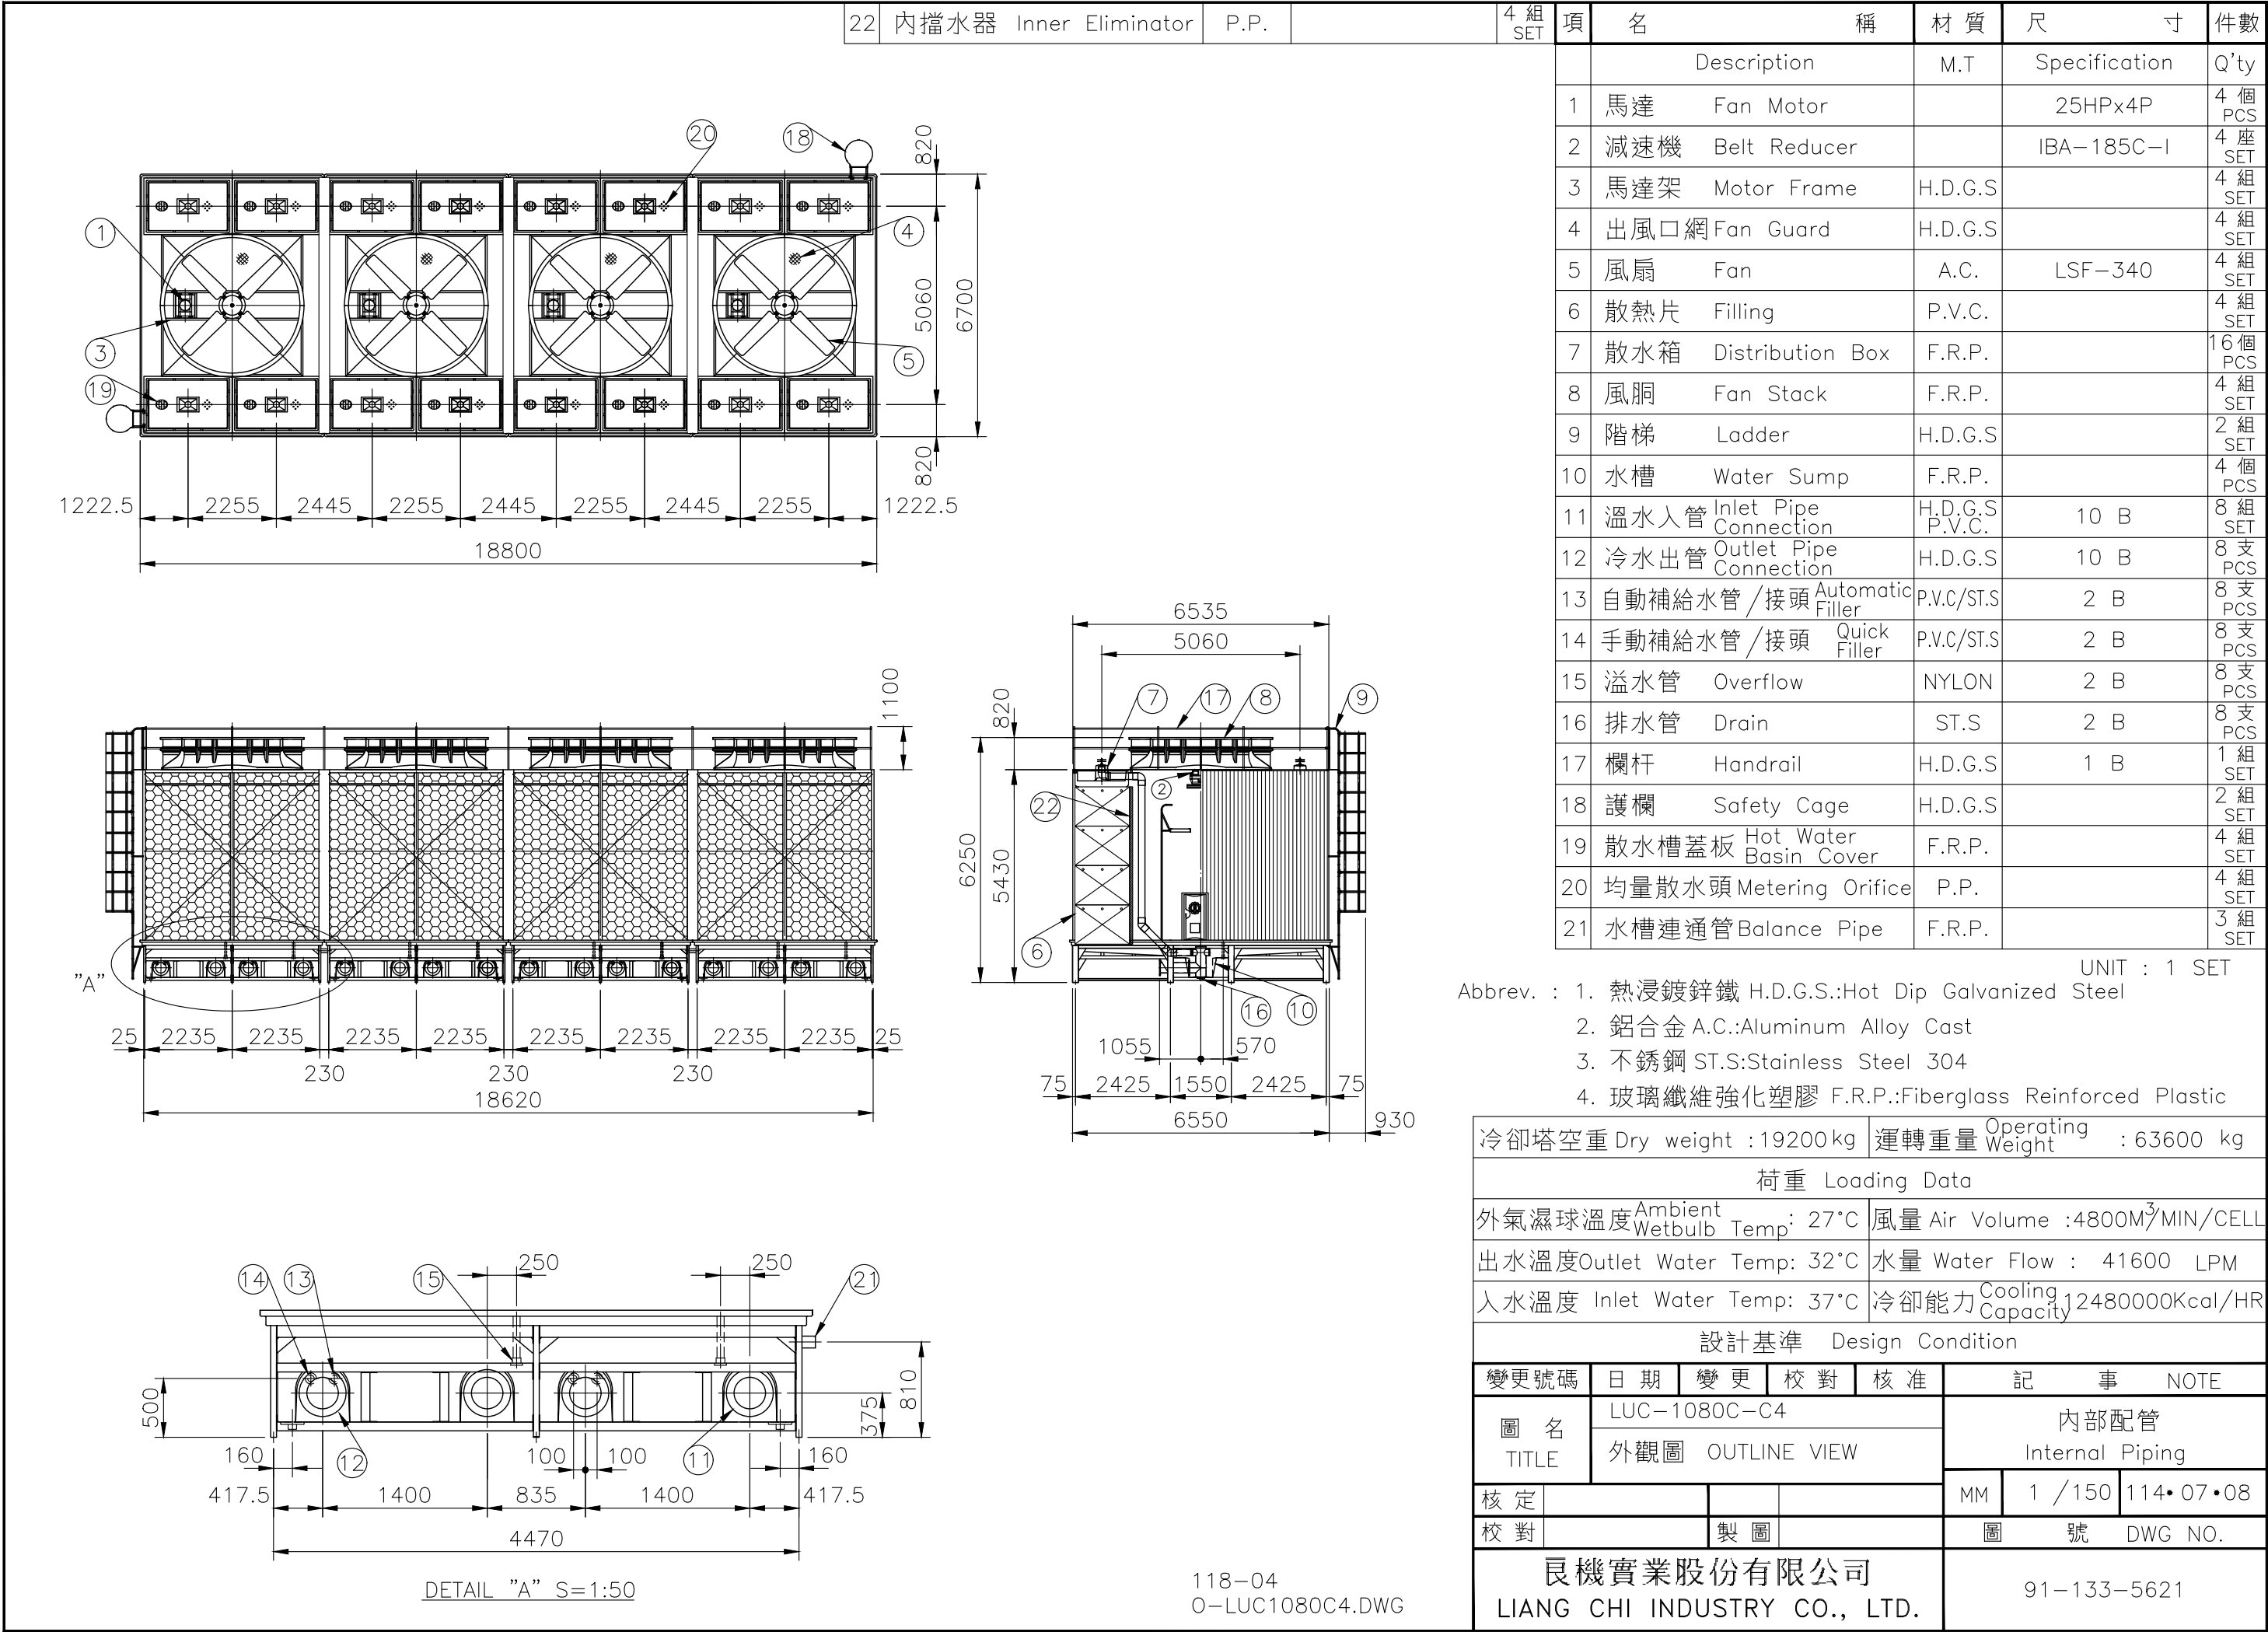 22 內擋水器 Inner Eliminator P.P. 4 組 SET
項 名 稱 材 質 尺 寸 件數
Description M.T Specification Q'ty
1 馬達 Fan Motor 25HPx4P 4 個 PCS
2 減速機 Belt Reducer IBA-185C-I 4 座 SET
3 馬達架 Motor Frame H.D.G.S 4 組 SET
4 出風口網 Fan Guard H.D.G.S 4 組 SET
5 風扇 Fan A.C. LSF-340 4 組 SET
6 散熱片 Filling P.V.C. 4 組 SET
7 散水箱 Distribution Box F.R.P. 16個 PCS
8 風胴 Fan Stack F.R.P. 4 組 SET
9 階梯 Ladder H.D.G.S 2 組 SET
10 水槽 Water Sump F.R.P. 4 個 PCS
11 溫水入管 Inlet Pipe Connection H.D.G.S P.V.C. 10 B 8 組 SET
12 冷水出管 Outlet Pipe Connection H.D.G.S 10 B 8 支 PCS
13 自動補給水管/接頭 Automatic Filler P.V.C/ST.S 2 B 8 支 PCS
14 手動補給水管/接頭 Quick Filler P.V.C/ST.S 2 B 8 支 PCS
15 溢水管 Overflow NYLON 2 B 8 支 PCS
16 排水管 Drain ST.S 2 B 8 支 PCS
17 欄杆 Handrail H.D.G.S 1 B 1 組 SET
18 護欄 Safety Cage H.D.G.S 2 組 SET
19 散水槽蓋板 Hot Water Basin Cover F.R.P. 4 組 SET
20 均量散水頭 Metering Orifice P.P. 4 組 SET
21 水槽連通管 Balance Pipe F.R.P. 3 組 SET
UNIT : 1 SET
Abbrev. : 1. 熱浸鍍鋅鐵 H.D.G.S.:Hot Dip Galvanized Steel
2. 鋁合金 A.C.:Aluminum Alloy Cast
3. 不銹鋼 ST.S:Stainless Steel 304
4. 玻璃纖維強化塑膠 F.R.P.:Fiberglass Reinforced Plastic
冷卻塔空重 Dry weight :19200kg 運轉重量 Operating Weight : 63600 kg
荷重 Loading Data
外氣濕球溫度 Ambient Wetbulb Temp : 27°C 風量 Air Volume :4800M³/MIN/CELL
出水溫度 Outlet Water Temp: 32°C 水量 Water Flow : 41600 LPM
入水溫度 Inlet Water Temp: 37°C 冷卻能力 Cooling Capacity 12480000Kcal/HR
設計基準 Design Condition
變更號碼 日 期 變 更 校 對 核 准 記 事 NOTE
圖 名 TITLE LUC-1080C-C4
外觀圖 OUTLINE VIEW
內部配管
Internal Piping
核 定 MM 1 /150 114•07•08
校 對 製 圖 圖 號 DWG NO.
良機實業股份有限公司
LIANG CHI INDUSTRY CO., LTD.
91-133-5621
20 18 820
1 4
5060 6700
3 5
19
820
1222.5 2255 2445 2255 2445 2255 2445 2255 1222.5
18800
1100
"A"
25 2235 2235 2235 2235 2235 2235 2235 2235 25
230 230 230
18620
6535
5060
820 7 17 8 9
2
22
6250 5430
6
16 10
1055 570
75 2425 1550 2425 75
6550 930
14 13 15 250 250 21
500 375 810
160 12 100 100 11 160
417.5 1400 835 1400 417.5
4470
DETAIL "A" S=1:50
118-04
O-LUC1080C4.DWG